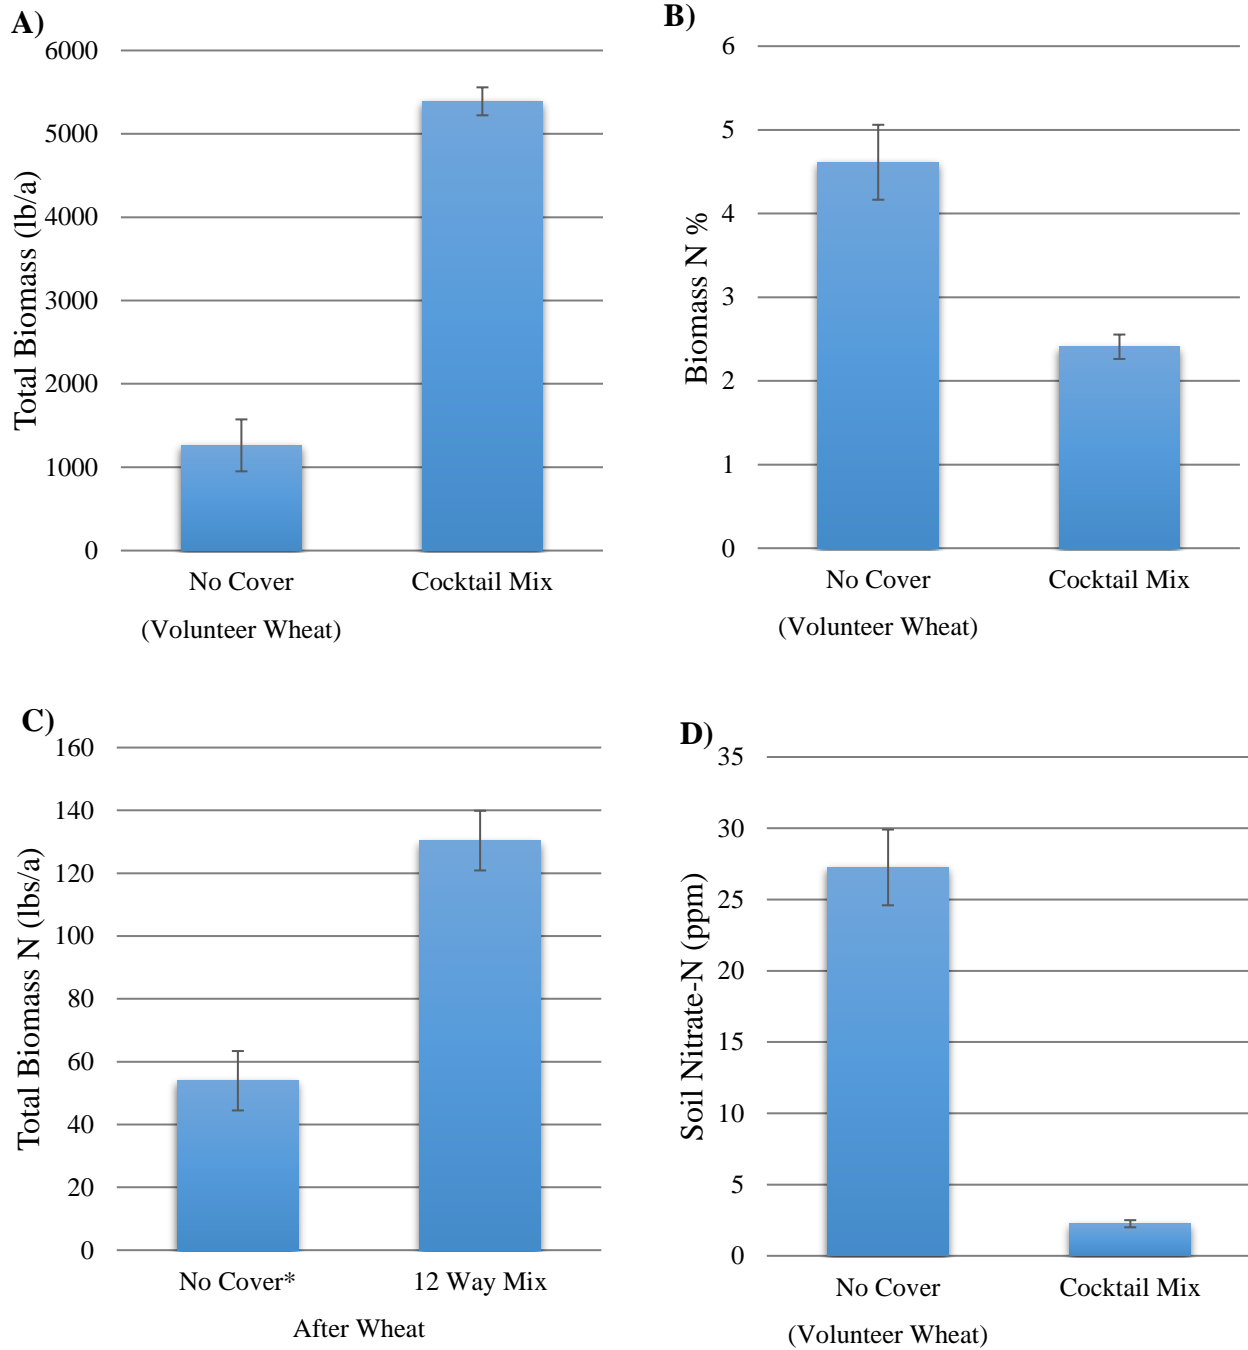 A)
Total Biomass (lb/a)
6000
5000
4000
3000
2000
1000
0
No Cover
Cocktail Mix
(Volunteer Wheat)
B)
Biomass N %
6
5
4
3
2
1
0
No Cover
Cocktail Mix
(Volunteer Wheat)
C)
Total Biomass N (lbs/a)
160
140
120
100
80
60
40
20
0
No Cover*
12 Way Mix
After Wheat
D)
Soil Nitrate-N (ppm)
35
30
25
20
15
10
5
0
No Cover
Cocktail Mix
(Volunteer Wheat)